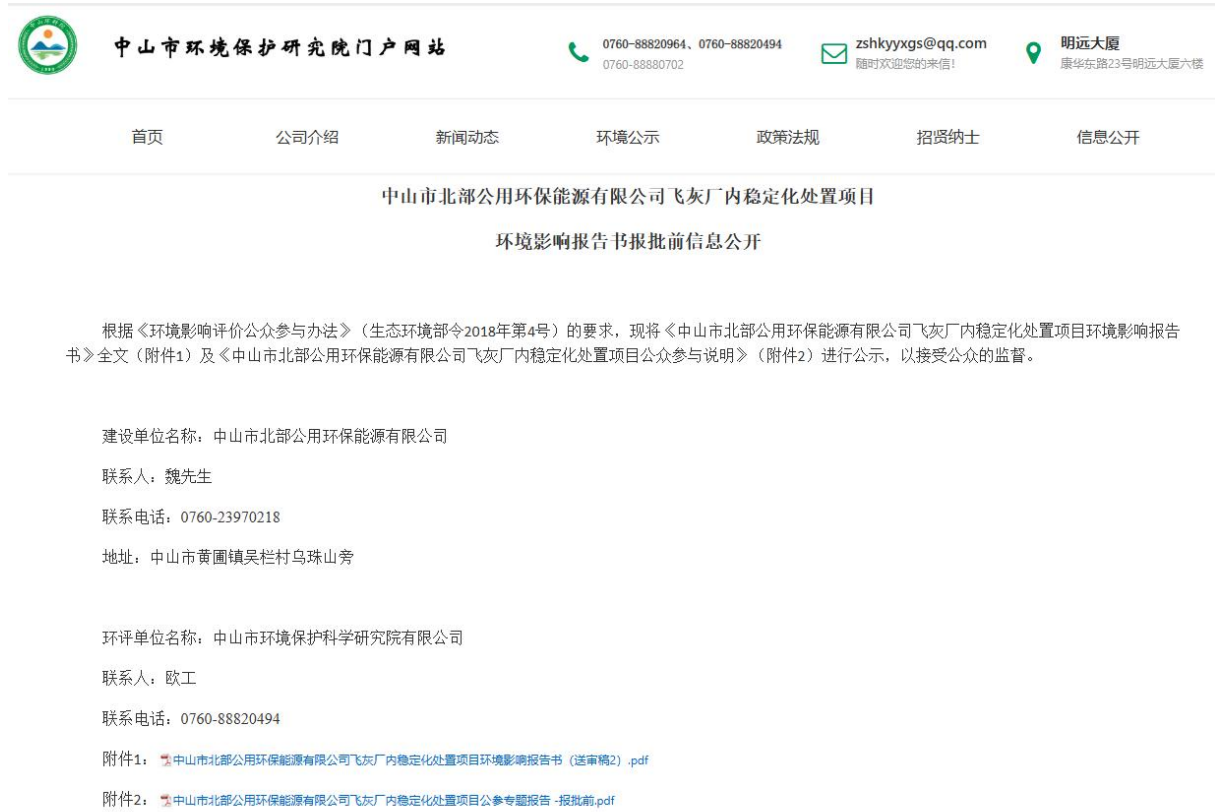 中山市环境保护研究院门户网站
0760-88820964、0760-88820494
0760-88880702
zshkyyxgs@qq.com
随时欢迎您的来信!
明远大厦
康华东路23号明远大厦六楼
首页 公司介绍 新闻动态 环境公示 政策法规 招贤纳士 信息公开
中山市北部公用环保能源有限公司飞灰厂内稳定化处置项目
环境影响报告书报批前信息公开
根据《环境影响评价公众参与办法》（生态环境部令2018年第4号）的要求，现将《中山市北部公用环保能源有限公司飞灰厂内稳定化处置项目环境影响报告
书》全文（附件1）及《中山市北部公用环保能源有限公司飞灰厂内稳定化处置项目公众参与说明》（附件2）进行公示，以接受公众的监督。
建设单位名称：中山市北部公用环保能源有限公司
联系人：魏先生
联系电话：0760-23970218
地址：中山市黄圃镇吴栏村乌珠山旁
环评单位名称：中山市环境保护科学研究院有限公司
联系人：欧工
联系电话：0760-88820494
附件1：中山市北部公用环保能源有限公司飞灰厂内稳定化处置项目环境影响报告书（送审稿2）.pdf
附件2：中山市北部公用环保能源有限公司飞灰厂内稳定化处置项目公参专题报告 -报批前.pdf